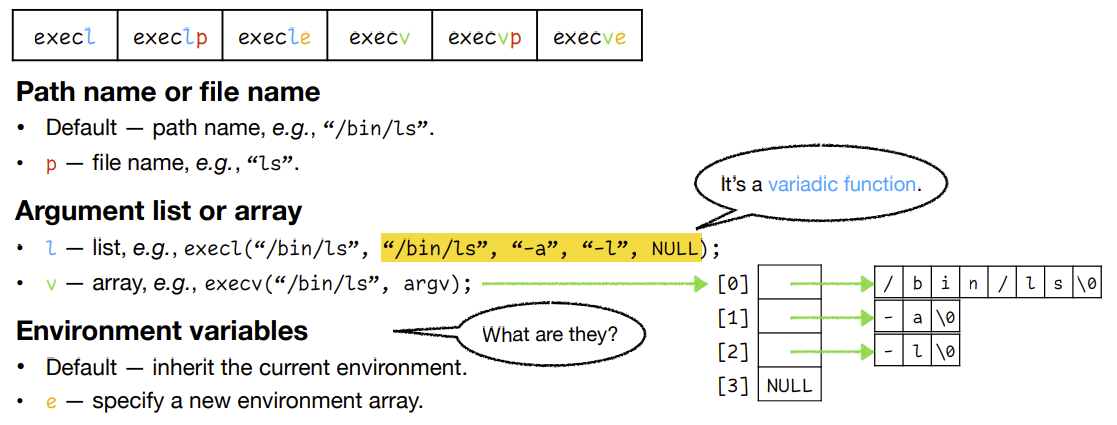 execl execlp execle execv execvp execve
Path name or file name
• Default — path name, e.g., “/bin/ls”.
• p — file name, e.g., “ls”.
It’s a variadic function.
Argument list or array
• l — list, e.g., execl(“/bin/ls”, “/bin/ls”, “-a”, “-l”, NULL);
• v — array, e.g., execv(“/bin/ls”, argv);
[0] / b i n / l s \0
[1] - a \0
[2] - l \0
[3] NULL
Environment variables
What are they?
• Default — inherit the current environment.
• e — specify a new environment array.